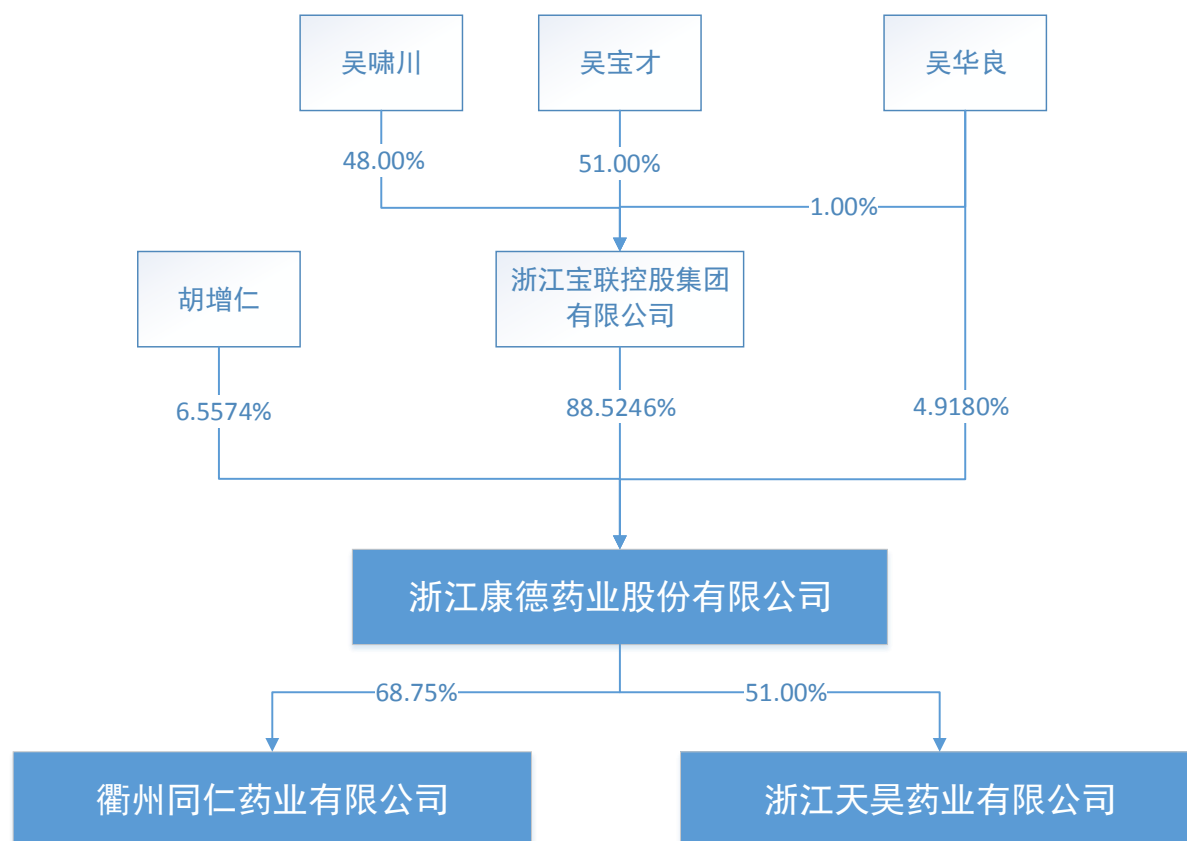 吴啸川
吴宝才
吴华良
48.00%
51.00%
1.00%
胡增仁
浙江宝联控股集团
有限公司
6.5574%
88.5246%
4.9180%
浙江康德药业股份有限公司
68.75%
51.00%
衢州同仁药业有限公司
浙江天昊药业有限公司